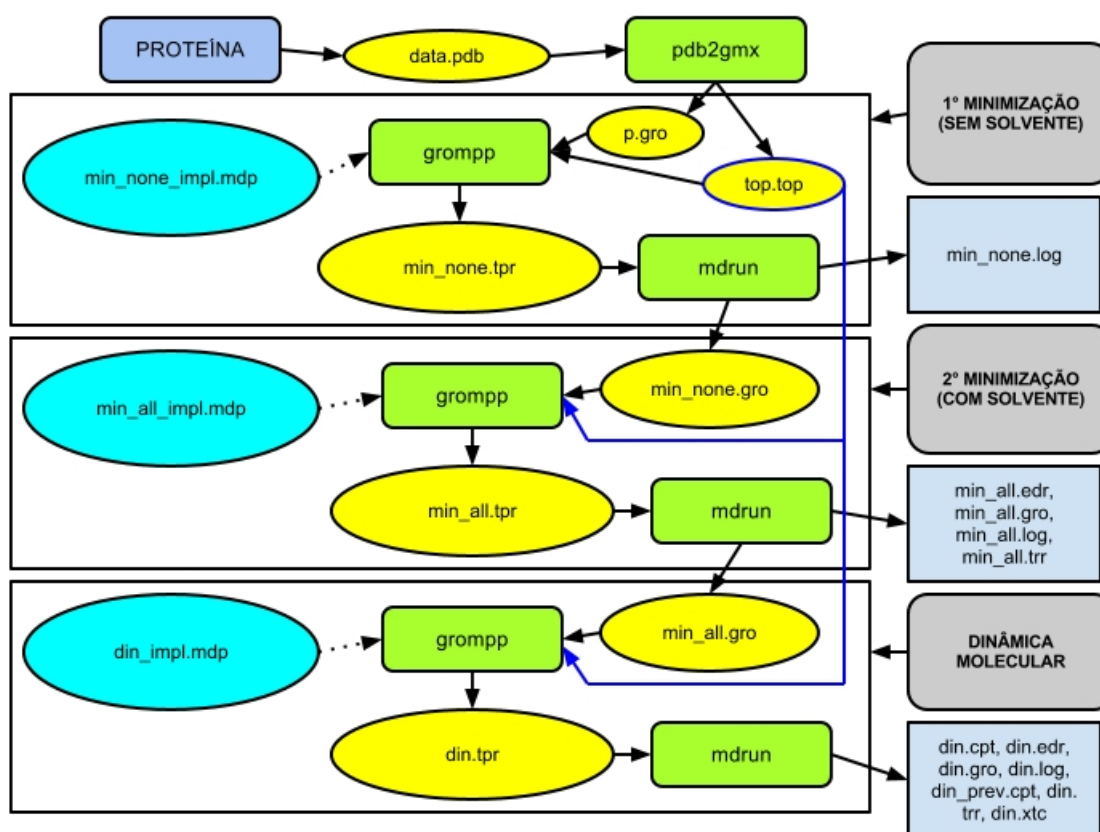 PROTEÍNA
data.pdb
pdb2gmx
1º MINIMIZAÇÃO
(SEM SOLVENTE)
p.gro
grompp
min_none_impl.mdp
top.top
min_none.tpr
mdrun
min_none.log
2º MINIMIZAÇÃO
(COM SOLVENTE)
min_none.gro
grompp
min_all_impl.mdp
min_all.tpr
mdrun
min_all.edr,
min_all.gro,
min_all.log,
min_all.trr
DINÂMICA
MOLECULAR
min_all.gro
grompp
din_impl.mdp
din.tpr
mdrun
din.cpt, din.edr,
din.gro, din.log,
din_prev.cpt, din.
trr, din.xtc